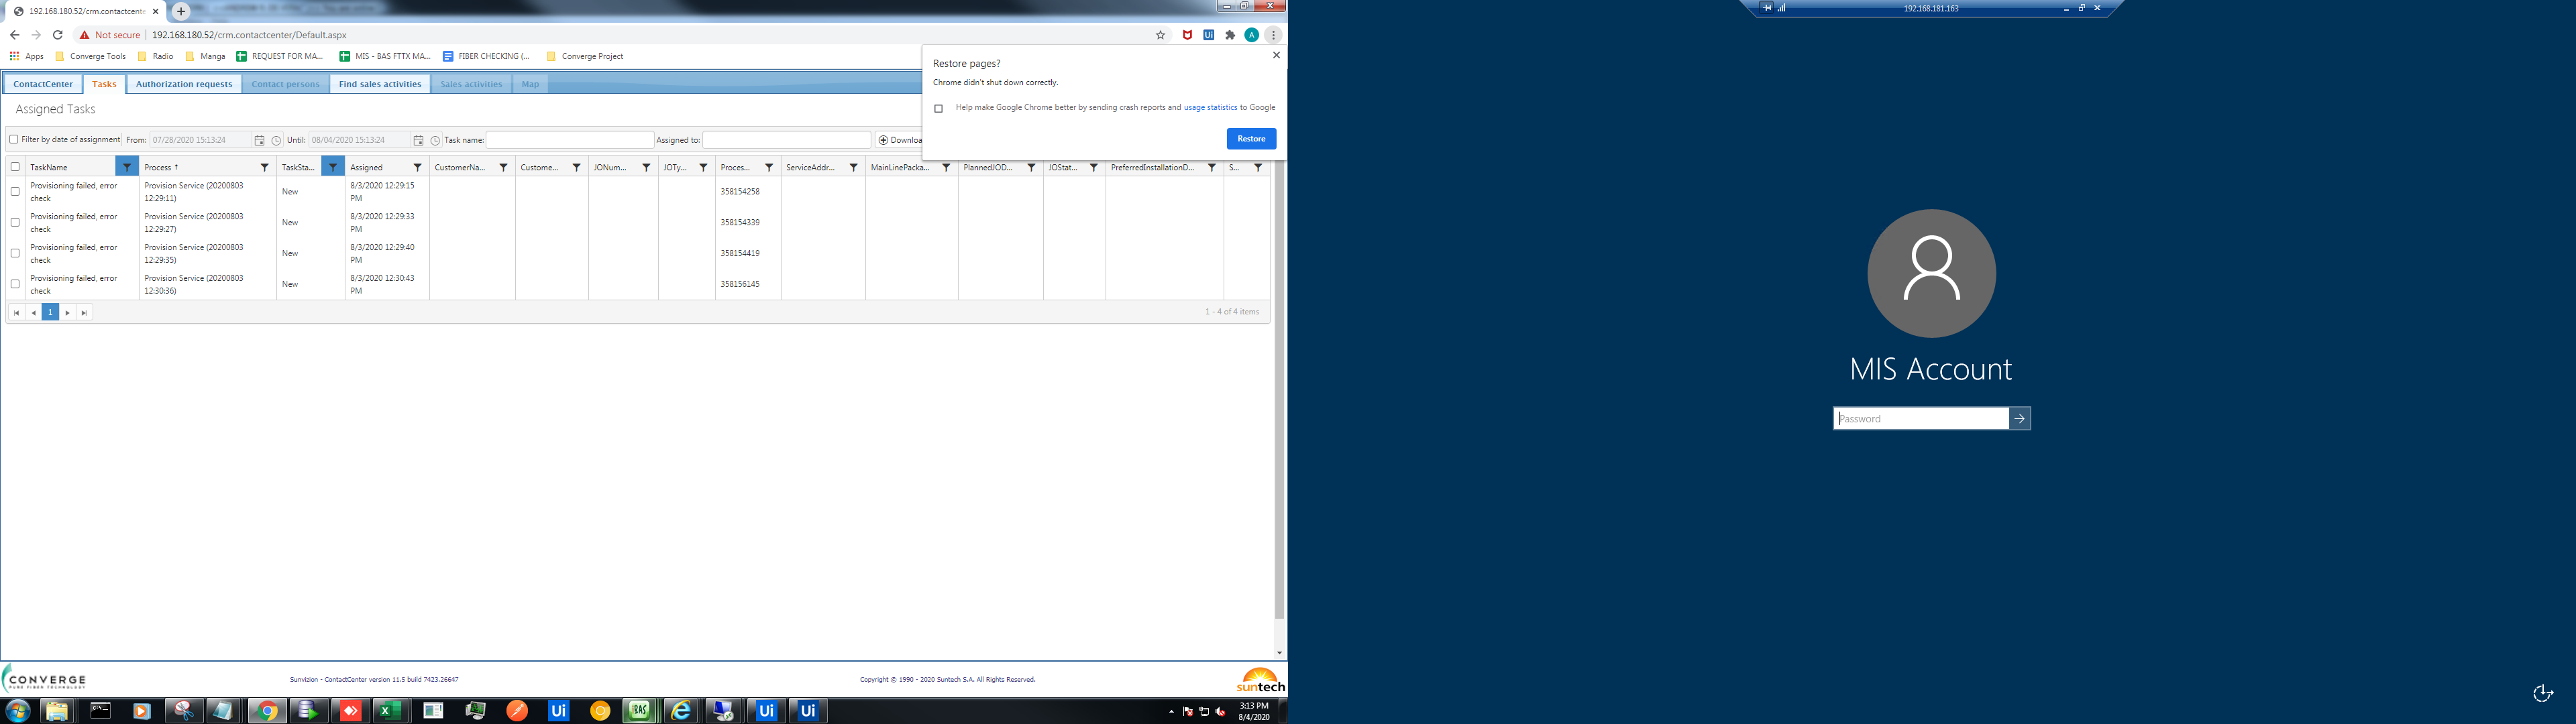 192.168.180.52/crm.contactcente
Not secure
192.168.180.52/crm.contactcenter/Default.aspx
A
Apps
Converge Tools
Radio
Manga
REQUEST FOR MA...
MIS - BAS FTTX MA...
FIBER CHECKING (...
Converge Project
Restore pages?
Chrome didn't shut down correctly.
Help make Google Chrome better by sending crash reports and usage statistics to Google
Restore
ContactCenter
Tasks
Authorization requests
Contact persons
Find sales activities
Sales activities
Map
Assigned Tasks
Filter by date of assignment
From:
07/28/2020 15:13:24
Until:
08/04/2020 15:13:24
Task name:
Assigned to:
Downloa
TaskName
Process ↑
TaskSta...
Assigned
CustomerNa...
Custome...
JONum...
JOTy...
Proces...
ServiceAddr...
MainLinePacka...
PlannedJOD...
JOStat...
PreferredInstallationD...
S...
Provisioning failed, error check
Provision Service (20200803 12:29:11)
New
8/3/2020 12:29:15 PM
358154258
Provisioning failed, error check
Provision Service (20200803 12:29:27)
New
8/3/2020 12:29:33 PM
358154339
Provisioning failed, error check
Provision Service (20200803 12:29:35)
New
8/3/2020 12:29:40 PM
358154419
Provisioning failed, error check
Provision Service (20200803 12:30:36)
New
8/3/2020 12:30:43 PM
358156145
1
1 - 4 of 4 items
CONVERGE
PURE FIBER TECHNOLOGY
Sunvizion - ContactCenter version 11.5 build 7423.26647
Copyright © 1990 - 2020 Suntech S.A. All Rights Reserved.
suntech
Ui
BAS
Ui
Ui
3:13 PM
8/4/2020
192.168.181.163
MIS Account
Password